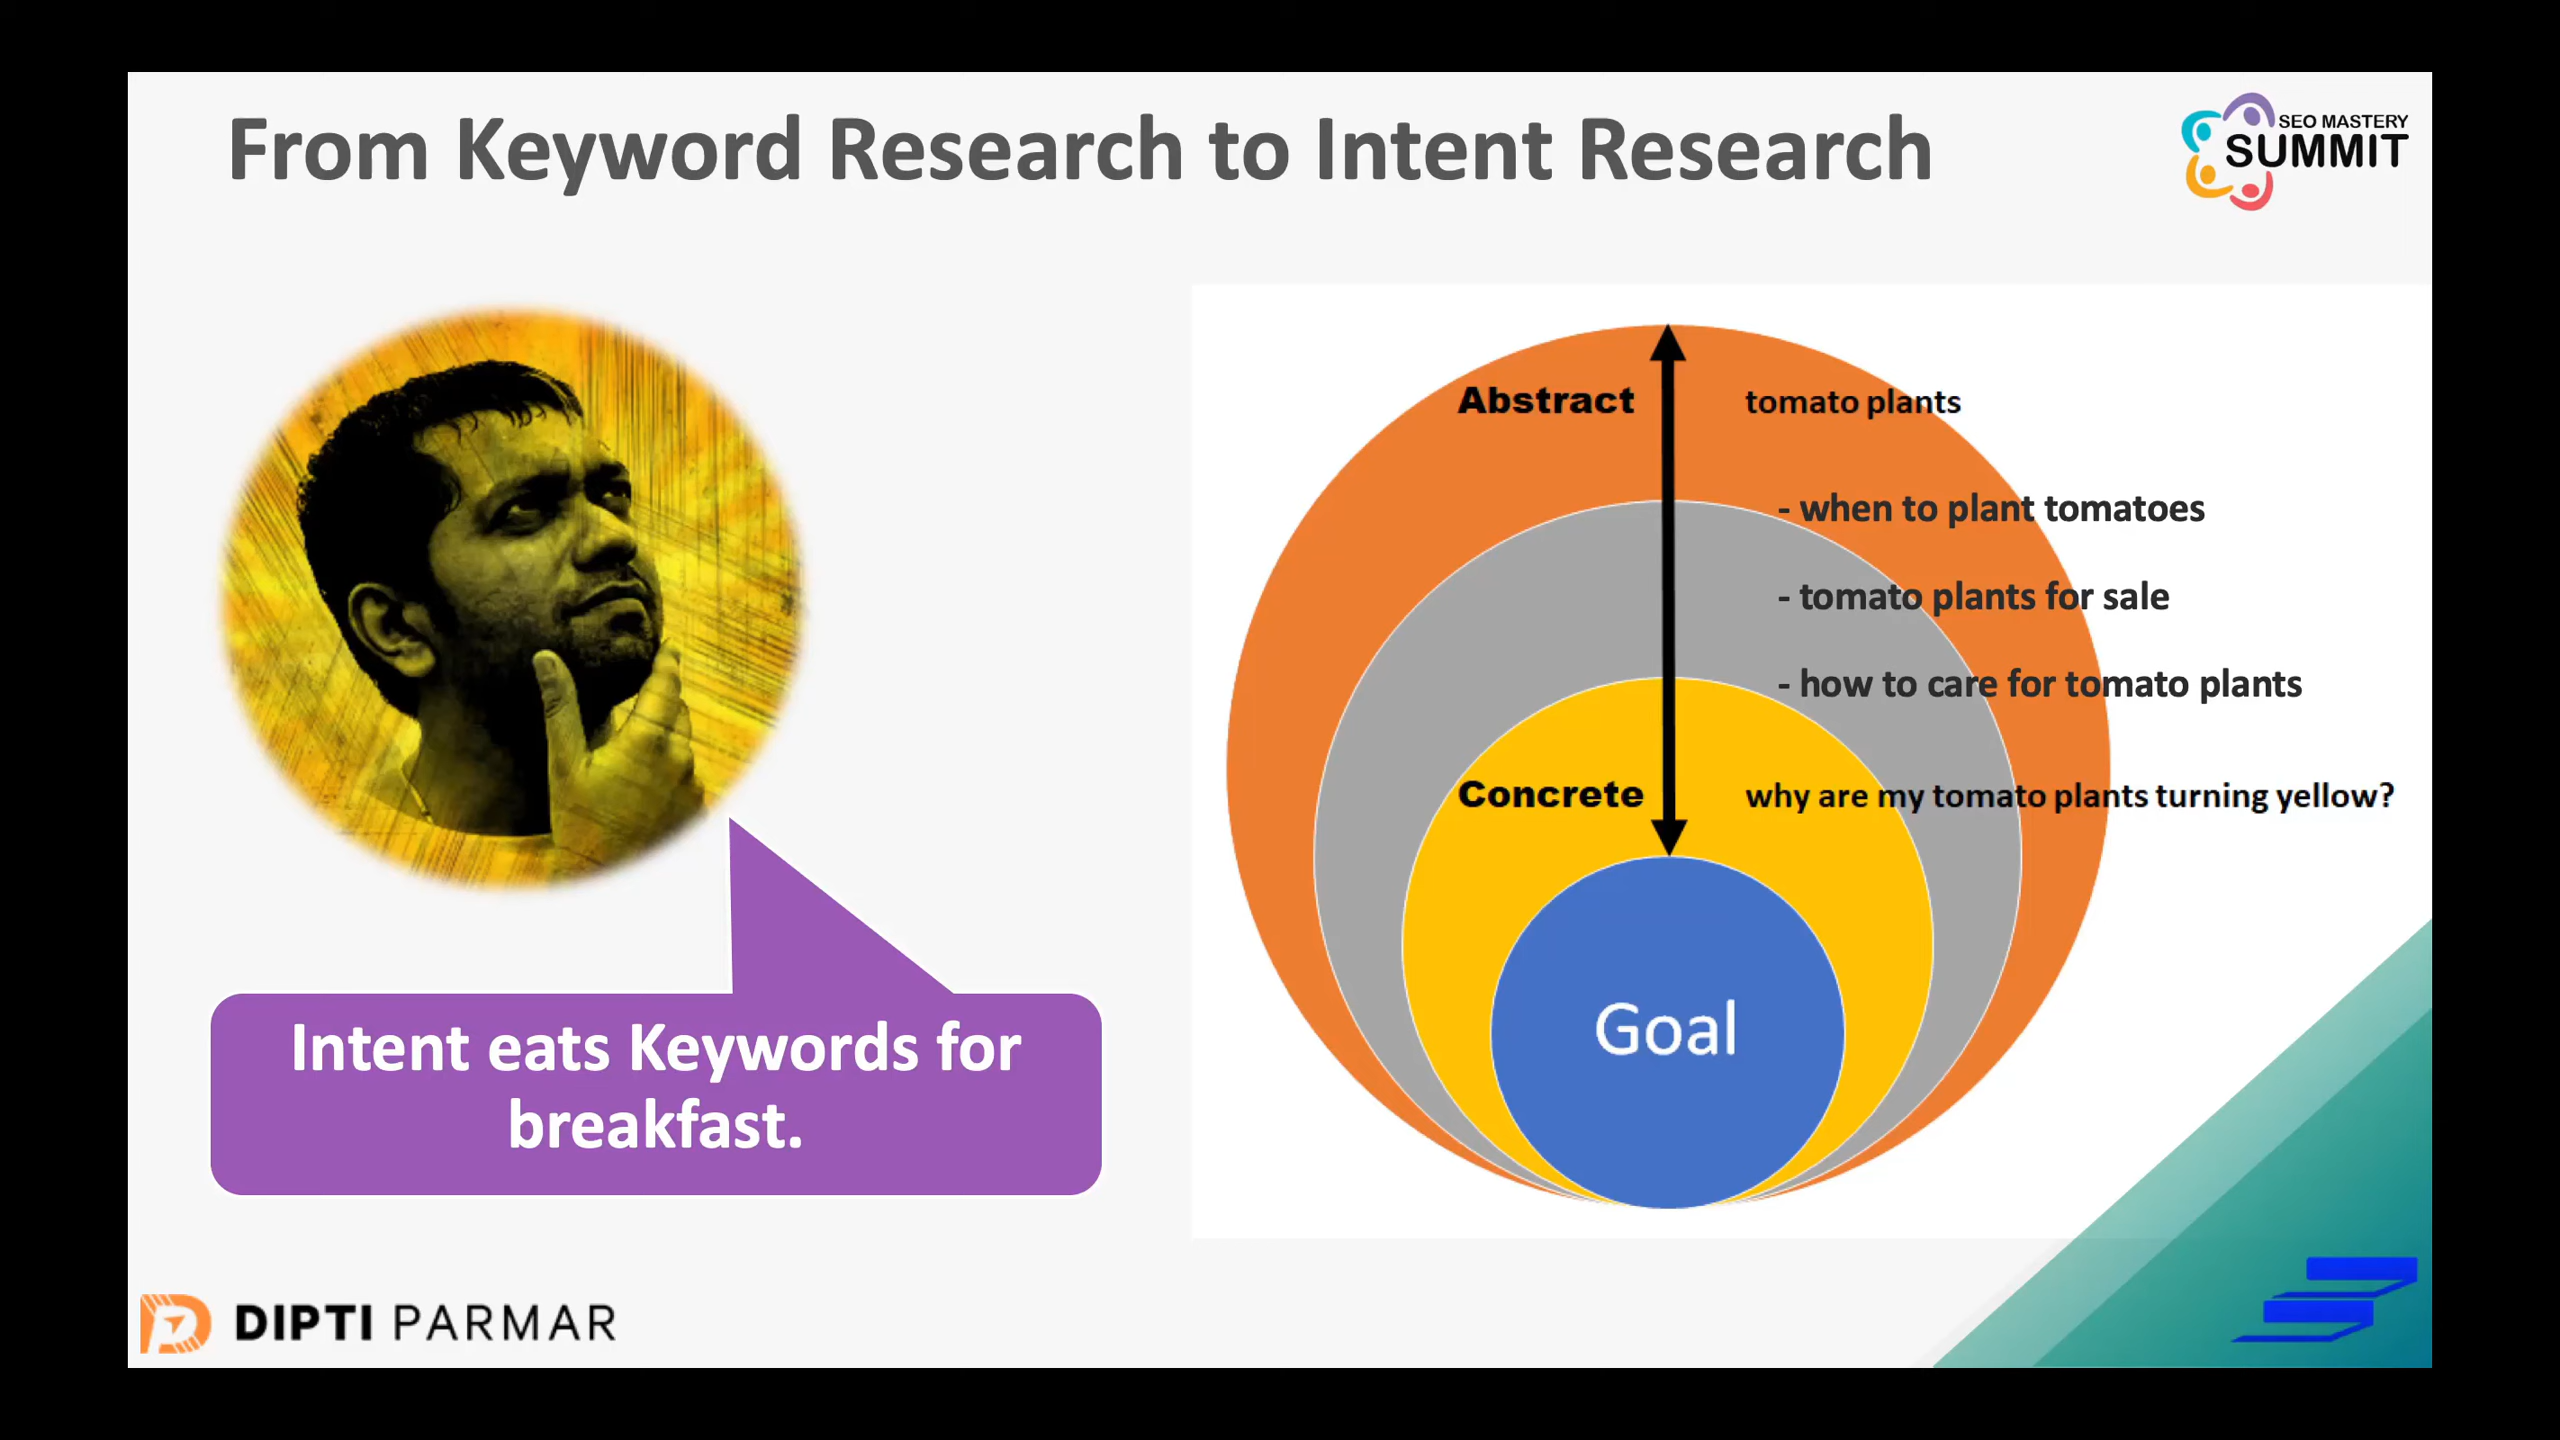 From Keyword Research to Intent Research
SEO MASTERY
SUMMIT
Abstract
tomato plants
- when to plant tomatoes
- tomato plants for sale
- how to care for tomato plants
Concrete
why are my tomato plants turning yellow?
Goal
Intent eats Keywords for
breakfast.
DIPTI PARMAR